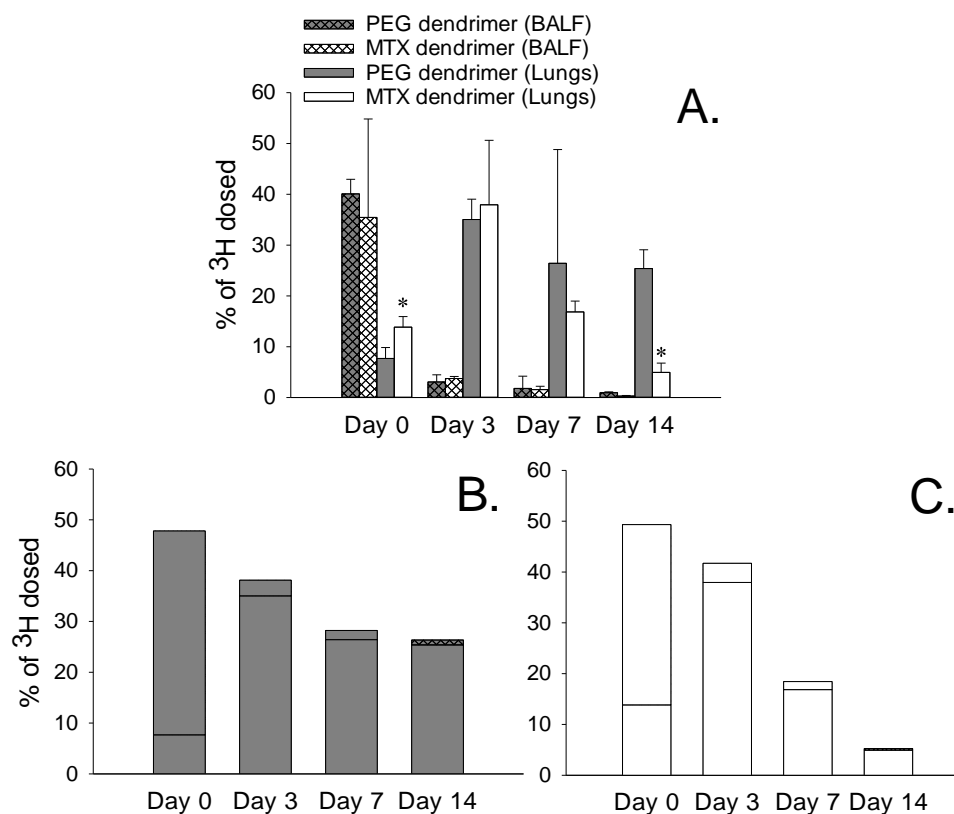 PEG dendrimer (BALF)
MTX dendrimer (BALF)
PEG dendrimer (Lungs)
MTX dendrimer (Lungs)
A.
% of ³H dosed
60
50
40
30
20
10
0
*
*
Day 0 Day 3 Day 7 Day 14
B.
% of ³H dosed
60
50
40
30
20
10
0
Day 0 Day 3 Day 7 Day 14
C.
60
50
40
30
20
10
0
Day 0 Day 3 Day 7 Day 14